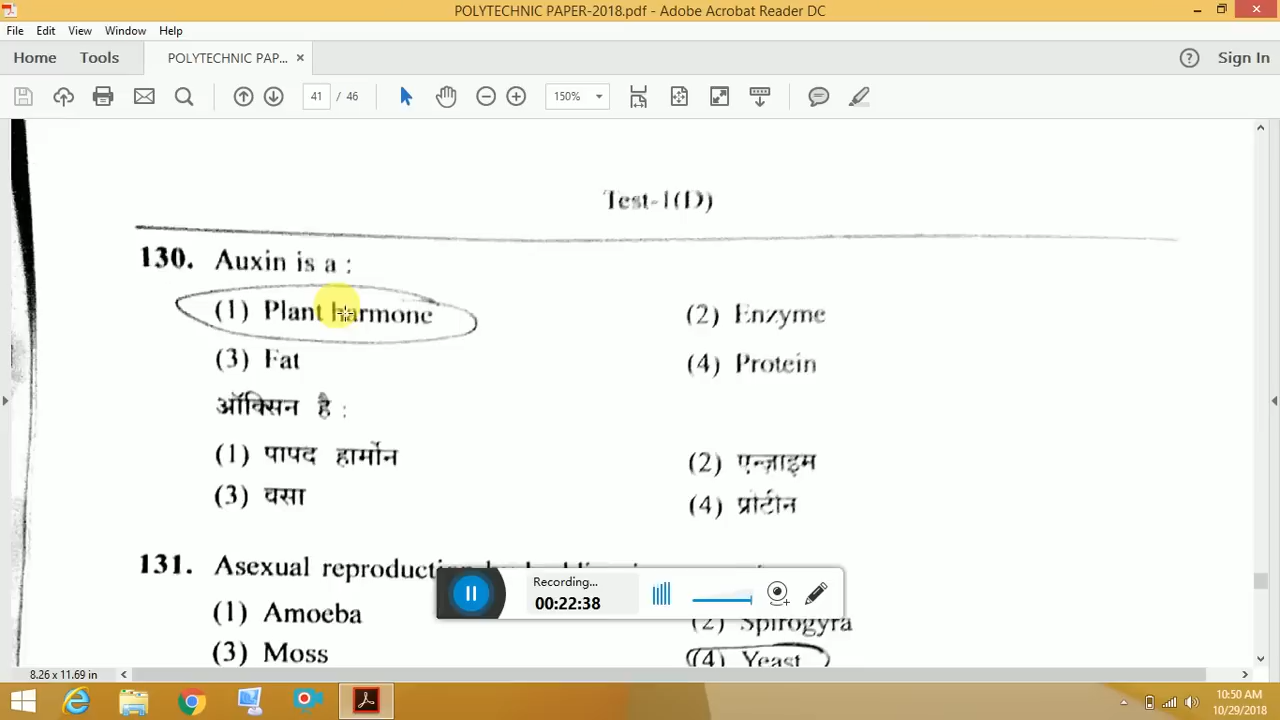 POLYTECHNIC PAPER-2018.pdf - Adobe Acrobat Reader DC
File Edit View Window Help
Home Tools POLYTECHNIC PAP... × Sign In
41 / 46 150%
Test-1(D)
130. Auxin is a :
(1) Plant harmone (2) Enzyme
(3) Fat (4) Protein
ऑक्सिन है :
(1) पापद हार्मोन (2) एन्ज़ाइम
(3) वसा (4) प्रोटीन
131. Asexual reproduction
(1) Amoeba (2) Spirogyra
(3) Moss (4) Yeast
Recording...
00:22:38
8.26 x 11.69 in
10:50 AM
10/29/2018